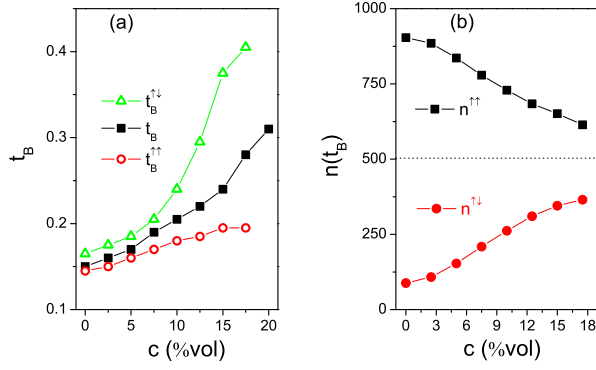 (a)
0.4
0.3
0.2
0.1
t_B
t_B^↑↓
t_B
t_B^↑↑
0 5 10 15 20
c (%vol)
(b)
1000
750
500
250
0
n(t_B)
n^↑↑
n^↑↓
0 3 6 9 12 15 18
c (%vol)